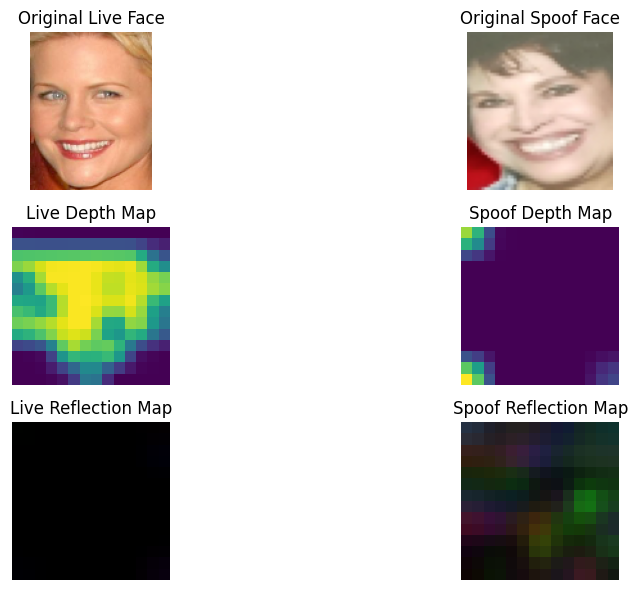 Original Live Face
Original Spoof Face
Live Depth Map
Spoof Depth Map
Live Reflection Map
Spoof Reflection Map